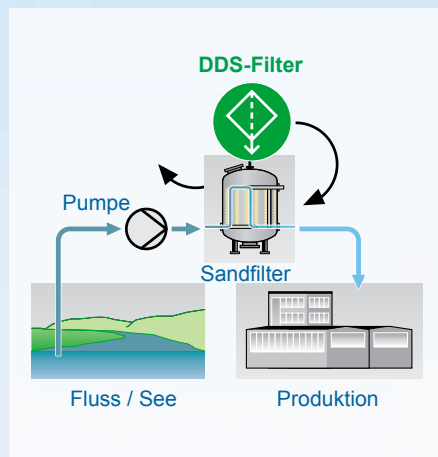 DDS-Filter
Pumpe
Sandfilter
Fluss / See
Produktion